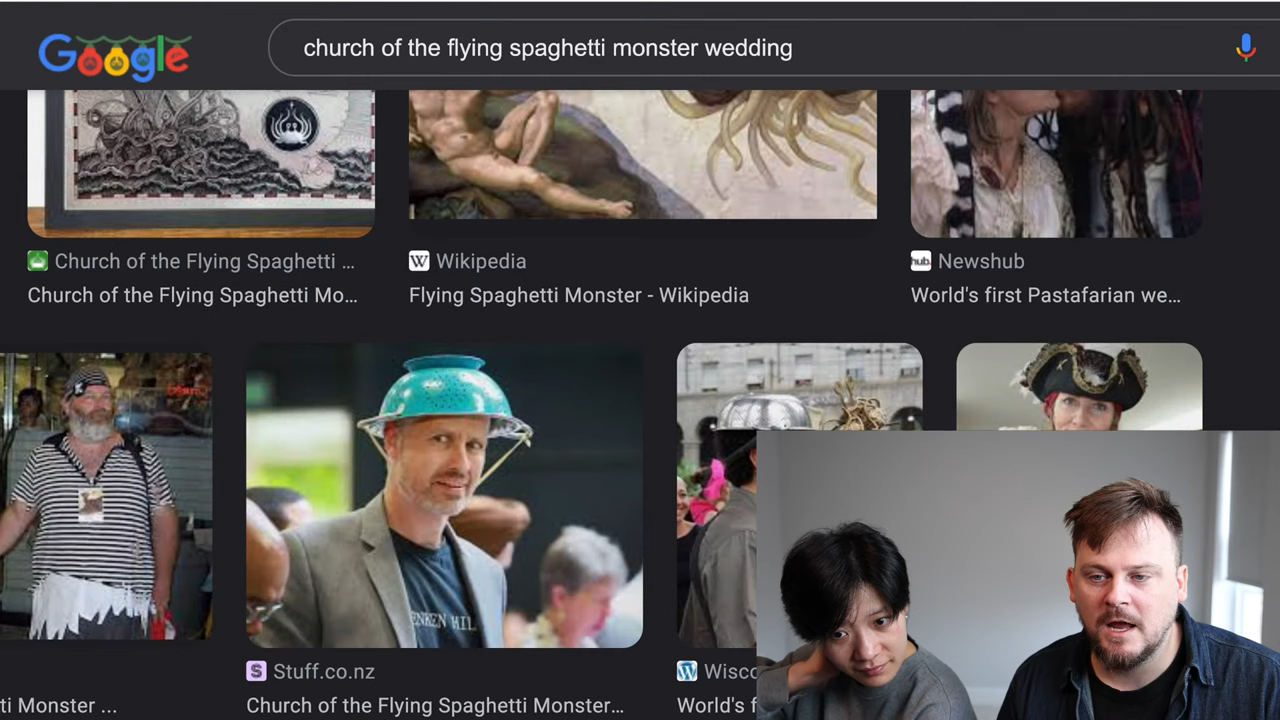 Google
church of the flying spaghetti monster wedding
Church of the Flying Spaghetti ...
Church of the Flying Spaghetti Mo...
W Wikipedia
Flying Spaghetti Monster - Wikipedia
hub. Newshub
World's first Pastafarian we...
ti Monster ...
S Stuff.co.nz
Church of the Flying Spaghetti Monster...
Wisc
World's f